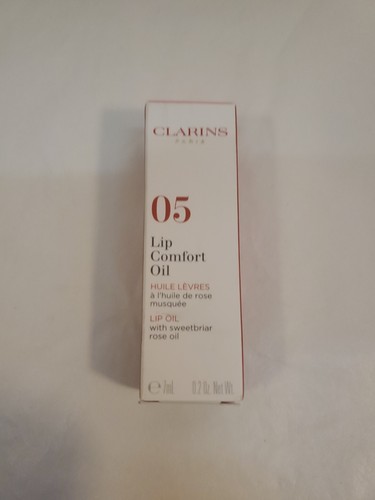 CLARINS
PARIS
05
Lip
Comfort
Oil
HUILE LÈVRES
à l'huile de rose
musquée
LIP OIL
with sweetbriar
rose oil
℮ 7mL 0.2 Oz. Net Wt.